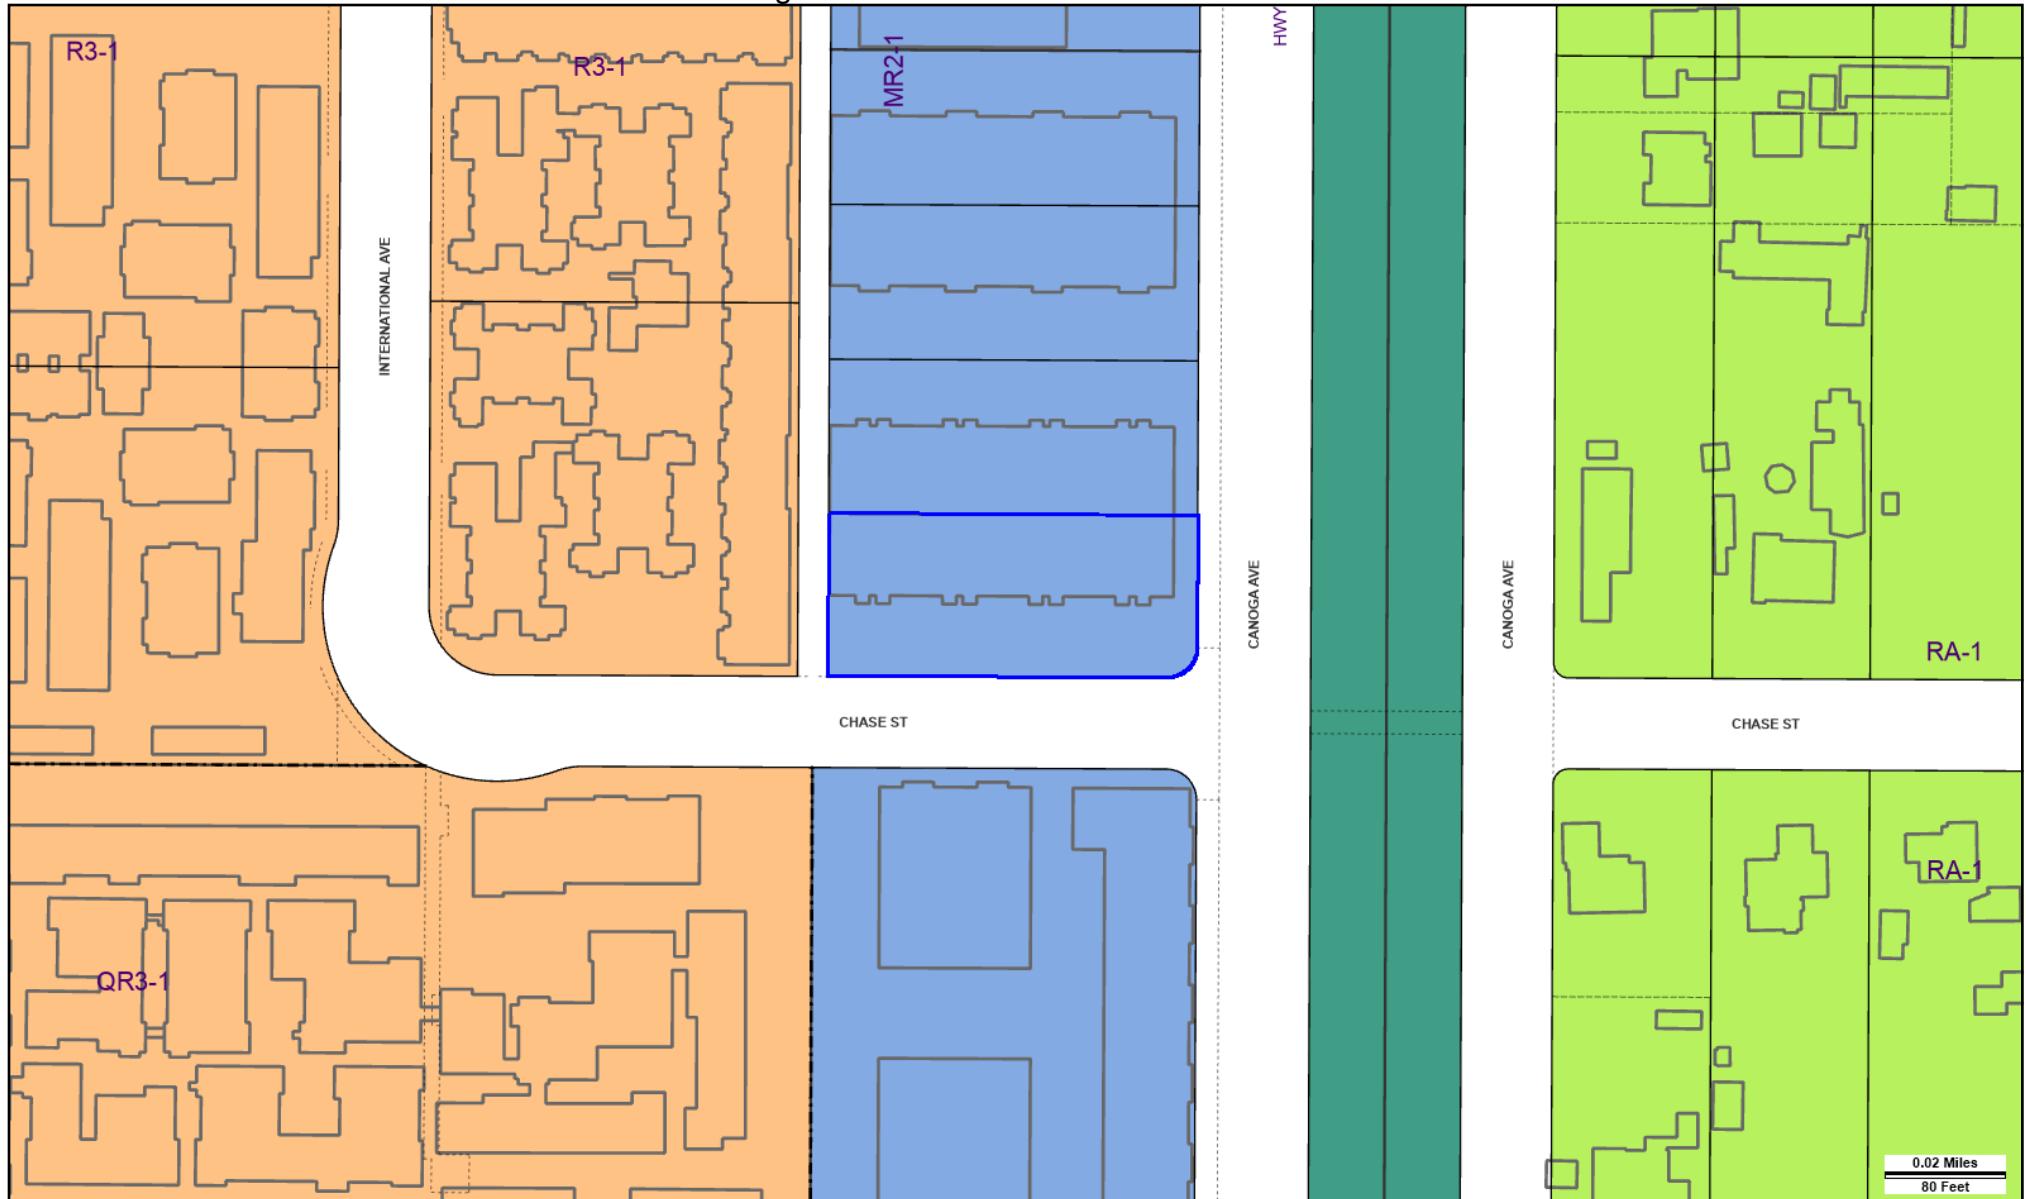 R3-1
R3-1
MR2-1
HWY
INTERNATIONAL AVE
CANOGA AVE
CANOGA AVE
RA-1
CHASE ST
CHASE ST
RA-1
QR3-1
0.02 Miles
80 Feet